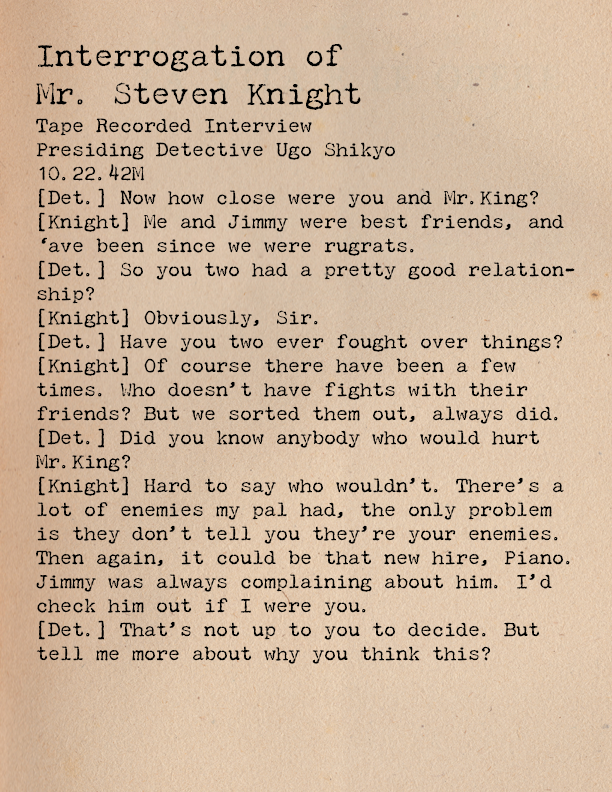 Interrogation of
Mr. Steven Knight
Tape Recorded Interview
Presiding Detective Ugo Shikyo
10.22.42M
[Det.] Now how close were you and Mr.King?
[Knight] Me and Jimmy were best friends, and
‘ave been since we were rugrats.
[Det.] So you two had a pretty good relation-
ship?
[Knight] Obviously, Sir.
[Det.] Have you two ever fought over things?
[Knight] Of course there have been a few
times. Who doesn’t have fights with their
friends? But we sorted them out, always did.
[Det.] Did you know anybody who would hurt
Mr.King?
[Knight] Hard to say who wouldn’t. There’s a
lot of enemies my pal had, the only problem
is they don’t tell you they’re your enemies.
Then again, it could be that new hire, Piano.
Jimmy was always complaining about him. I’d
check him out if I were you.
[Det.] That’s not up to you to decide. But
tell me more about why you think this?